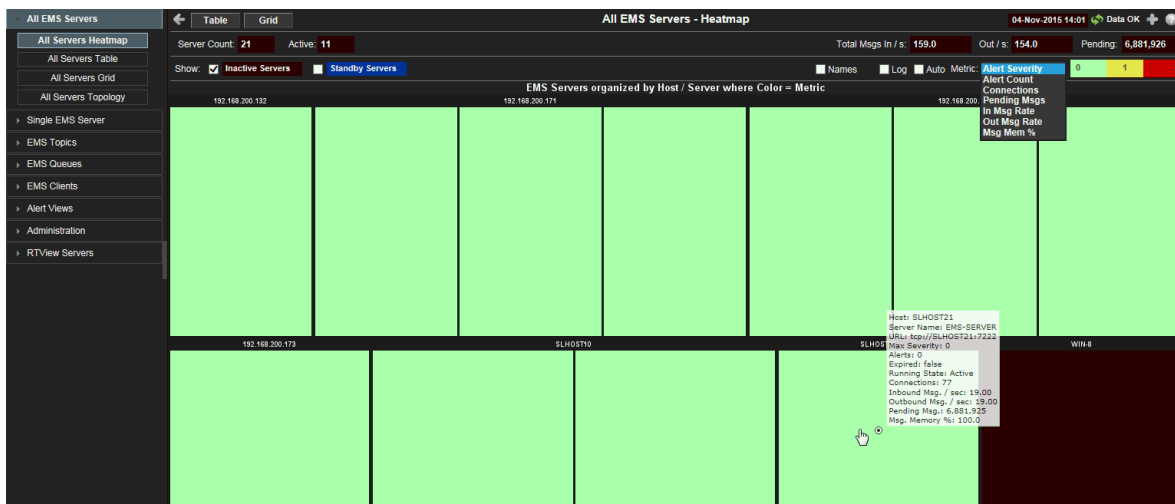 All EMS Servers
All Servers Heatmap
All Servers Table
All Servers Grid
All Servers Topology
Single EMS Server
EMS Topics
EMS Queues
EMS Clients
Alert Views
Administration
RTView Servers
Table Grid All EMS Servers - Heatmap 04-Nov-2015 14:01 Data OK
Server Count: 21 Active: 11 Total Msgs In / s: 159.0 Out / s: 154.0 Pending: 6,881,926
Show: Inactive Servers Standby Servers Names Log Auto Metric: Alert Severity 0 1
Alert Count
Connections
Pending Msgs
In Msg Rate
Out Msg Rate
Msg Mem %
EMS Servers organized by Host / Server where Color = Metric
192.168.200.132 192.168.200.171 192.168.200.
192.168.200.173 SLHOST10 SLHOST WIN-8
Host: SLHOST21
Server Name: EMS-SERVER
URL: tcp://SLHOST21:7222
Max Severity: 0
Alerts: 0
Expired: false
Running State: Active
Connections: 77
Inbound Msg. / sec: 19.00
Outbound Msg. / sec: 19.00
Pending Msg.: 6,881,925
Msg. Memory %: 100.0